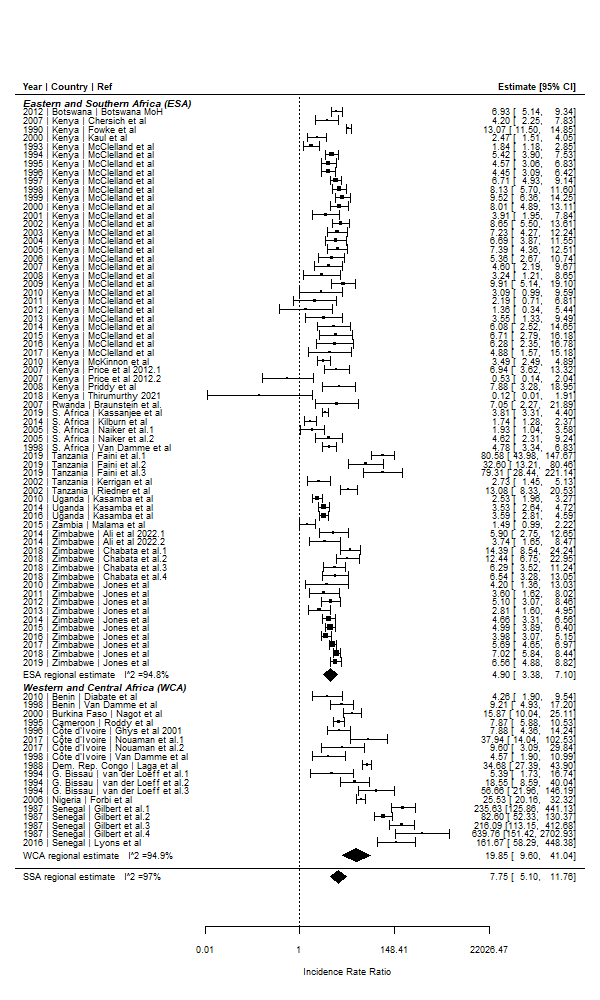 Year | Country | Ref Estimate [95% CI]
Eastern and Southern Africa (ESA)
2012 | Botswana | Botswana MoH 6.93 [ 5.14, 9.34]
2007 | Kenya | Chersich et al 4.20 [ 2.25, 7.83]
1990 | Kenya | Fowke et al 13.07 [ 11.50, 14.85]
2000 | Kenya | Kaul et al 2.47 [ 1.51, 4.05]
1993 | Kenya | McClelland et al 1.84 [ 1.18, 2.85]
1994 | Kenya | McClelland et al 5.42 [ 3.90, 7.53]
1995 | Kenya | McClelland et al 4.57 [ 3.06, 6.83]
1996 | Kenya | McClelland et al 4.45 [ 3.09, 6.42]
1997 | Kenya | McClelland et al 6.71 [ 4.93, 9.14]
1998 | Kenya | McClelland et al 8.13 [ 5.70, 11.60]
1999 | Kenya | McClelland et al 9.52 [ 6.36, 14.25]
2000 | Kenya | McClelland et al 8.01 [ 4.89, 13.11]
2001 | Kenya | McClelland et al 3.91 [ 1.95, 7.84]
2002 | Kenya | McClelland et al 8.65 [ 5.50, 13.61]
2003 | Kenya | McClelland et al 7.23 [ 4.27, 12.24]
2004 | Kenya | McClelland et al 6.69 [ 3.87, 11.55]
2005 | Kenya | McClelland et al 7.39 [ 4.36, 12.51]
2006 | Kenya | McClelland et al 5.36 [ 2.67, 10.74]
2007 | Kenya | McClelland et al 4.60 [ 2.19, 9.67]
2008 | Kenya | McClelland et al 3.24 [ 1.21, 8.65]
2009 | Kenya | McClelland et al 9.91 [ 5.14, 19.10]
2010 | Kenya | McClelland et al 3.09 [ 0.99, 9.59]
2011 | Kenya | McClelland et al 2.19 [ 0.71, 6.81]
2012 | Kenya | McClelland et al 1.36 [ 0.34, 5.44]
2013 | Kenya | McClelland et al 3.55 [ 1.33, 9.49]
2014 | Kenya | McClelland et al 6.08 [ 2.52, 14.65]
2015 | Kenya | McClelland et al 6.71 [ 2.79, 16.18]
2016 | Kenya | McClelland et al 6.28 [ 2.35, 16.78]
2017 | Kenya | McClelland et al 4.88 [ 1.57, 15.18]
2010 | Kenya | McKinnon et al 3.49 [ 2.49, 4.89]
2007 | Kenya | Price et al 2012.1 6.94 [ 3.62, 13.32]
2007 | Kenya | Price et al 2012.2 0.53 [ 0.14, 2.04]
2008 | Kenya | Priddy et al 7.88 [ 3.28, 18.95]
2018 | Kenya | Thirumurthy 2021 0.12 [ 0.01, 1.91]
2007 | Rwanda | Braunstein et al. 7.05 [ 2.27, 21.89]
2019 | S. Africa | Kassanjee et al 3.81 [ 3.31, 4.40]
2014 | S. Africa | Kilburn et al 1.74 [ 1.28, 2.37]
2005 | S. Africa | Naiker et al.1 1.93 [ 1.04, 3.58]
2005 | S. Africa | Naiker et al.2 4.62 [ 2.31, 9.24]
1998 | S. Africa | Van Damme et al 4.78 [ 3.34, 6.83]
2019 | Tanzania | Faini et al.1 80.58 [ 43.98, 147.67]
2019 | Tanzania | Faini et al.2 32.60 [ 13.21, 80.46]
2019 | Tanzania | Faini et al.3 79.31 [ 28.44, 221.14]
2002 | Tanzania | Kerrigan et al 2.73 [ 1.45, 5.13]
2002 | Tanzania | Riedner et al 13.08 [ 8.33, 20.53]
2010 | Uganda | Kasamba et al 2.53 [ 1.96, 3.27]
2014 | Uganda | Kasamba et al 3.53 [ 2.64, 4.72]
2016 | Uganda | Kasamba et al 3.59 [ 2.81, 4.59]
2015 | Zambia | Malama et al 1.49 [ 0.99, 2.22]
2014 | Zimbabwe | Ali et al 2022.1 5.90 [ 2.75, 12.65]
2014 | Zimbabwe | Ali et al 2022.2 3.74 [ 1.65, 8.47]
2018 | Zimbabwe | Chabata et al.1 14.39 [ 8.54, 24.24]
2018 | Zimbabwe | Chabata et al.2 12.44 [ 6.75, 22.95]
2018 | Zimbabwe | Chabata et al.3 6.29 [ 3.52, 11.24]
2018 | Zimbabwe | Chabata et al.4 6.54 [ 3.28, 13.05]
2010 | Zimbabwe | Jones et al 4.20 [ 1.36, 13.03]
2011 | Zimbabwe | Jones et al 3.60 [ 1.62, 8.02]
2012 | Zimbabwe | Jones et al 5.10 [ 3.07, 8.46]
2013 | Zimbabwe | Jones et al 2.81 [ 1.60, 4.95]
2014 | Zimbabwe | Jones et al 4.66 [ 3.31, 6.56]
2015 | Zimbabwe | Jones et al 4.99 [ 3.89, 6.40]
2016 | Zimbabwe | Jones et al 3.98 [ 3.07, 5.15]
2017 | Zimbabwe | Jones et al 5.69 [ 4.65, 6.97]
2018 | Zimbabwe | Jones et al 7.02 [ 5.84, 8.44]
2019 | Zimbabwe | Jones et al 6.56 [ 4.88, 8.82]
ESA regional estimate I^2 =94.8% 4.90 [ 3.38, 7.10]
Western and Central Africa (WCA)
2010 | Benin | Diabate et al 4.26 [ 1.90, 9.54]
1998 | Benin | Van Damme et al 9.21 [ 4.93, 17.20]
2000 | Burkina Faso | Nagot et al 15.87 [ 10.04, 25.11]
1995 | Cameroon | Roddy et al 7.87 [ 5.88, 10.53]
1996 | Côte d'Ivoire | Ghys et al 2001 7.88 [ 4.36, 14.24]
2017 | Côte d'Ivoire | Nouaman et al.1 37.94 [ 14.04, 102.53]
2017 | Côte d'Ivoire | Nouaman et al.2 9.60 [ 3.09, 29.84]
1998 | Côte d'Ivoire | Van Damme et al 4.57 [ 1.90, 10.99]
1988 | Dem. Rep. Congo | Laga et al 34.68 [ 27.39, 43.90]
1994 | G. Bissau | van der Loeff et al.1 5.39 [ 1.73, 16.74]
1994 | G. Bissau | van der Loeff et al.2 18.55 [ 8.59, 40.04]
1994 | G. Bissau | van der Loeff et al.3 56.66 [ 21.96, 146.19]
2006 | Nigeria | Forbi et al 25.53 [ 20.16, 32.32]
1987 | Senegal | Gilbert et al.1 235.63 [125.86, 441.13]
1987 | Senegal | Gilbert et al.2 82.60 [ 52.33, 130.37]
1987 | Senegal | Gilbert et al.3 216.09 [113.15, 412.68]
1987 | Senegal | Gilbert et al.4 639.76 [151.42, 2702.93]
2016 | Senegal | Lyons et al 161.67 [ 58.29, 448.38]
WCA regional estimate I^2 =94.9% 19.85 [ 9.60, 41.04]
SSA regional estimate I^2 =97% 7.75 [ 5.10, 11.76]
0.01 1 148.41 22026.47
Incidence Rate Ratio